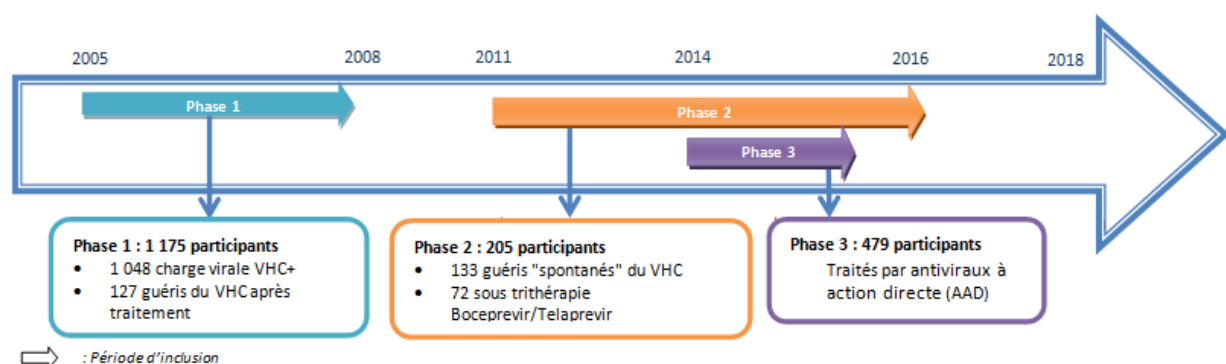 2005 2008 2011 2014 2016 2018
Phase 1
Phase 2
Phase 3
Phase 1 : 1 175 participants
• 1 048 charge virale VHC+
• 127 guéris du VHC après
traitement
Phase 2 : 205 participants
• 133 guéris "spontanés" du VHC
• 72 sous trithérapie
Boceprevir/Telaprevir
Phase 3 : 479 participants
Traités par antiviraux à
action directe (AAD)
: Période d'inclusion